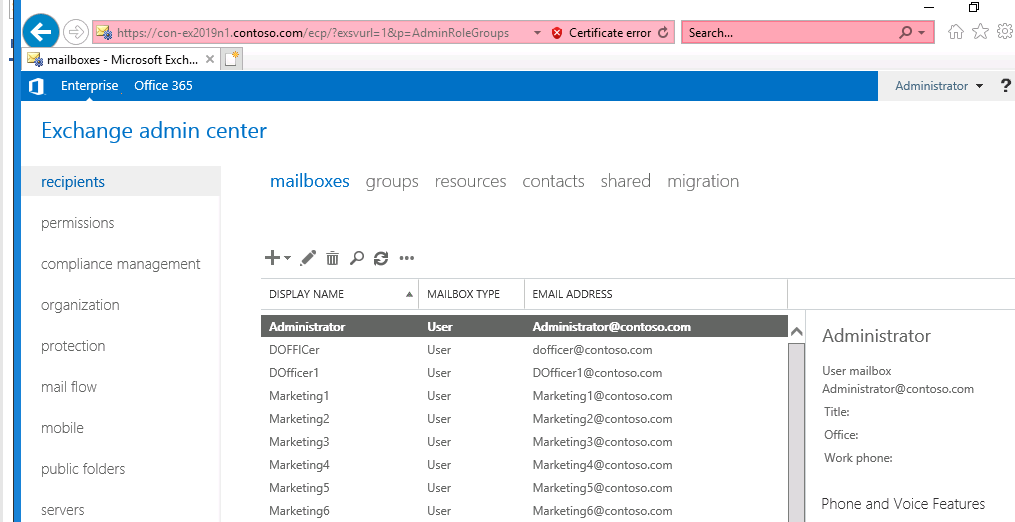 https://con-ex2019n1.contoso.com/ecp/?exsvurl=1&p=AdminRoleGroups Certificate error Search...
mailboxes - Microsoft Exch...
Enterprise Office 365 Administrator ?
Exchange admin center
recipients
permissions
compliance management
organization
protection
mail flow
mobile
public folders
servers
mailboxes groups resources contacts shared migration
DISPLAY NAME MAILBOX TYPE EMAIL ADDRESS
Administrator User Administrator@contoso.com
DOFFICer User dofficer@contoso.com
DOfficer1 User DOfficer1@contoso.com
Marketing1 User Marketing1@contoso.com
Marketing2 User Marketing2@contoso.com
Marketing3 User Marketing3@contoso.com
Marketing4 User Marketing4@contoso.com
Marketing5 User Marketing5@contoso.com
Marketing6 User Marketing6@contoso.com
Administrator
User mailbox
Administrator@contoso.com
Title:
Office:
Work phone:
Phone and Voice Features